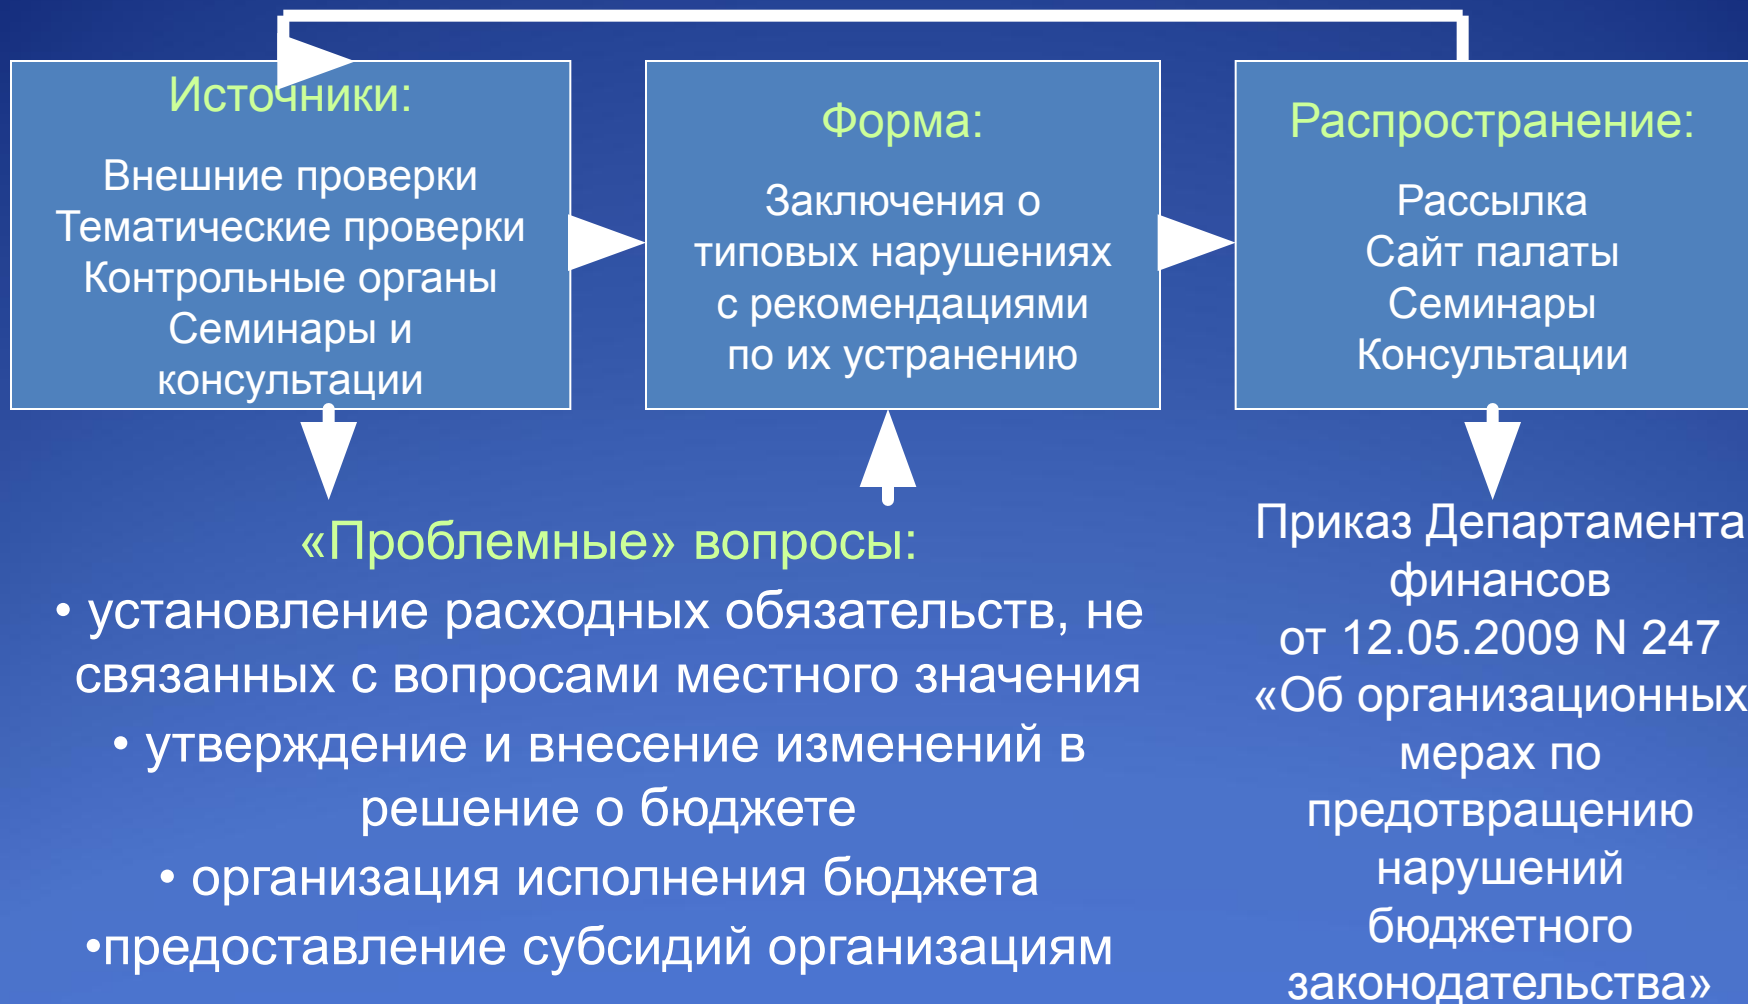 Источники:
Внешние проверки
Тематические проверки
Контрольные органы
Семинары и
консультации
Форма:
Заключения о
типовых нарушениях
с рекомендациями
по их устранению
Распространение:
Рассылка
Сайт палаты
Семинары
Консультации
«Проблемные» вопросы:
• установление расходных обязательств, не
связанных с вопросами местного значения
• утверждение и внесение изменений в
решение о бюджете
• организация исполнения бюджета
•предоставление субсидий организациям
Приказ Департамента
финансов
от 12.05.2009 N 247
«Об организационных
мерах по
предотвращению
нарушений
бюджетного
законодательства»